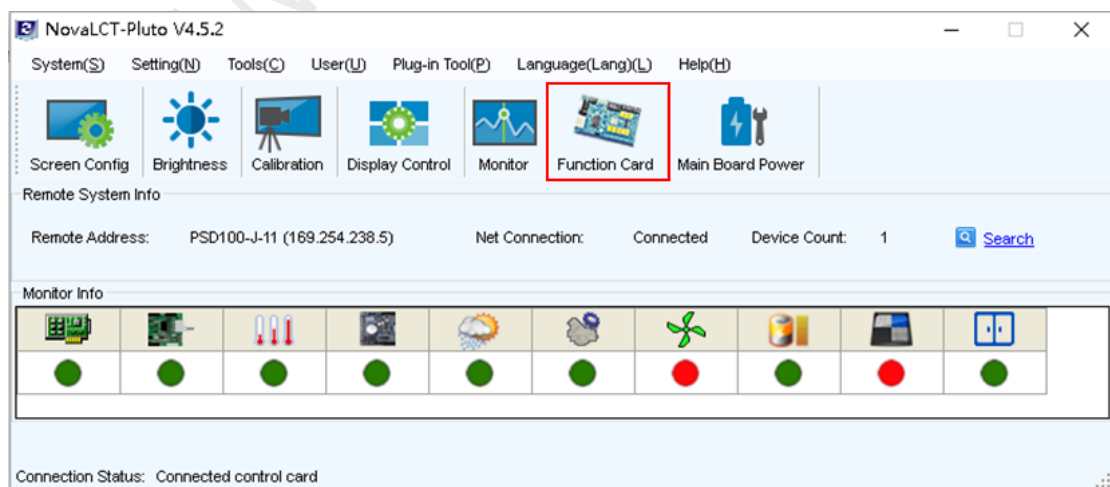 NovaLCT-Pluto V4.5.2
System(S) Setting(N) Tools(C) User(U) Plug-in Tool(P) Language(Lang)(L) Help(H)
Screen Config Brightness Calibration Display Control Monitor Function Card Main Board Power
Remote System Info
Remote Address: PSD100-J-11 (169.254.238.5) Net Connection: Connected Device Count: 1 Search
Monitor Info
Connection Status: Connected control card